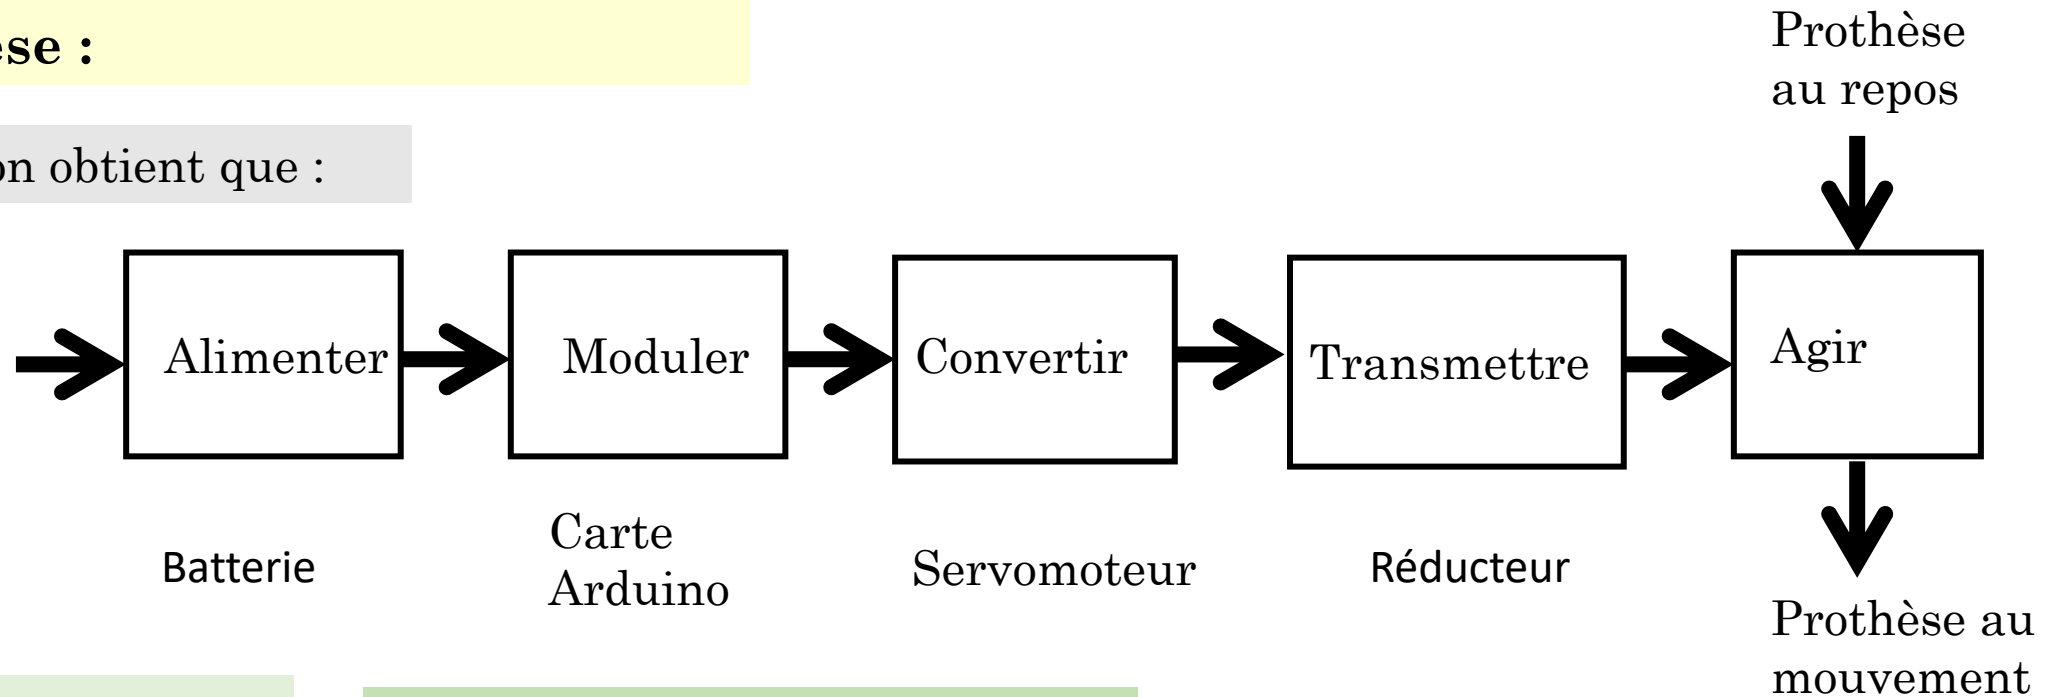 èse :
on obtient que :
Prothèse
au repos
Alimenter
Moduler
Convertir
Transmettre
Agir
Batterie
Carte
Arduino
Servomoteur
Réducteur
Prothèse au
mouvement